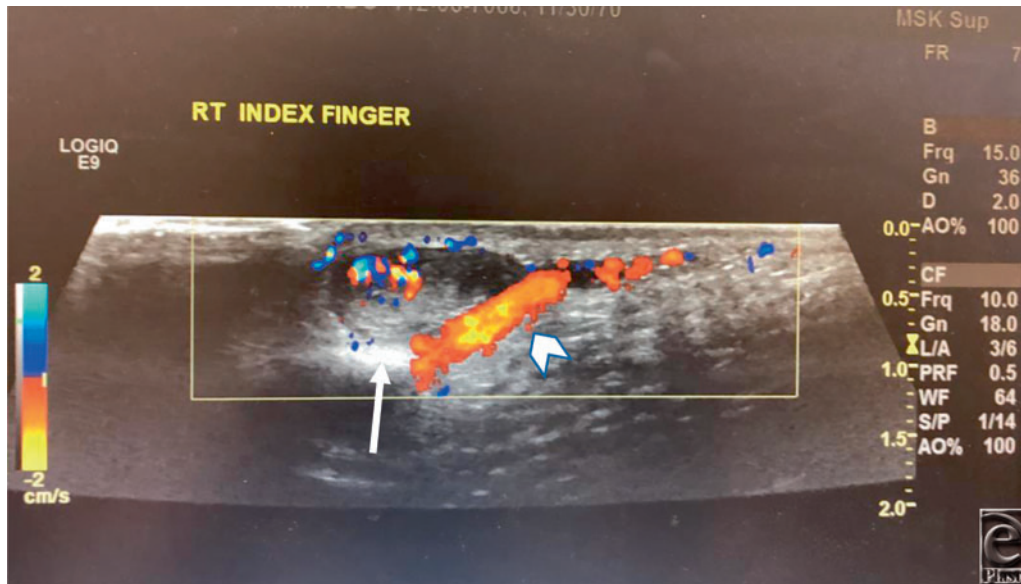 MSK Sup
FR 7
RT INDEX FINGER
LOGIQ
E9
B
Frq 15.0
Gn 36
D 2.0
AO% 100
CF
Frq 10.0
Gn 18.0
L/A 3/6
PRF 0.5
WF 64
S/P 1/14
AO% 100
0.0
0.5
1.0
1.5
2.0
2
-2
cm/s
e